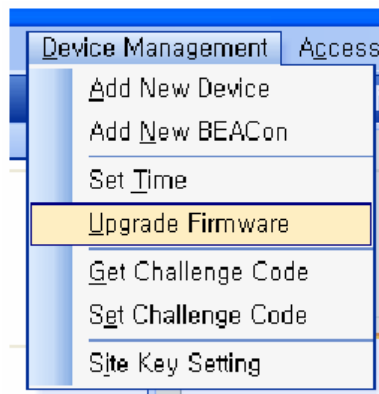 Device Management Access
Add New Device
Add New BEACon
Set Time
Upgrade Firmware
Get Challenge Code
Set Challenge Code
Site Key Setting